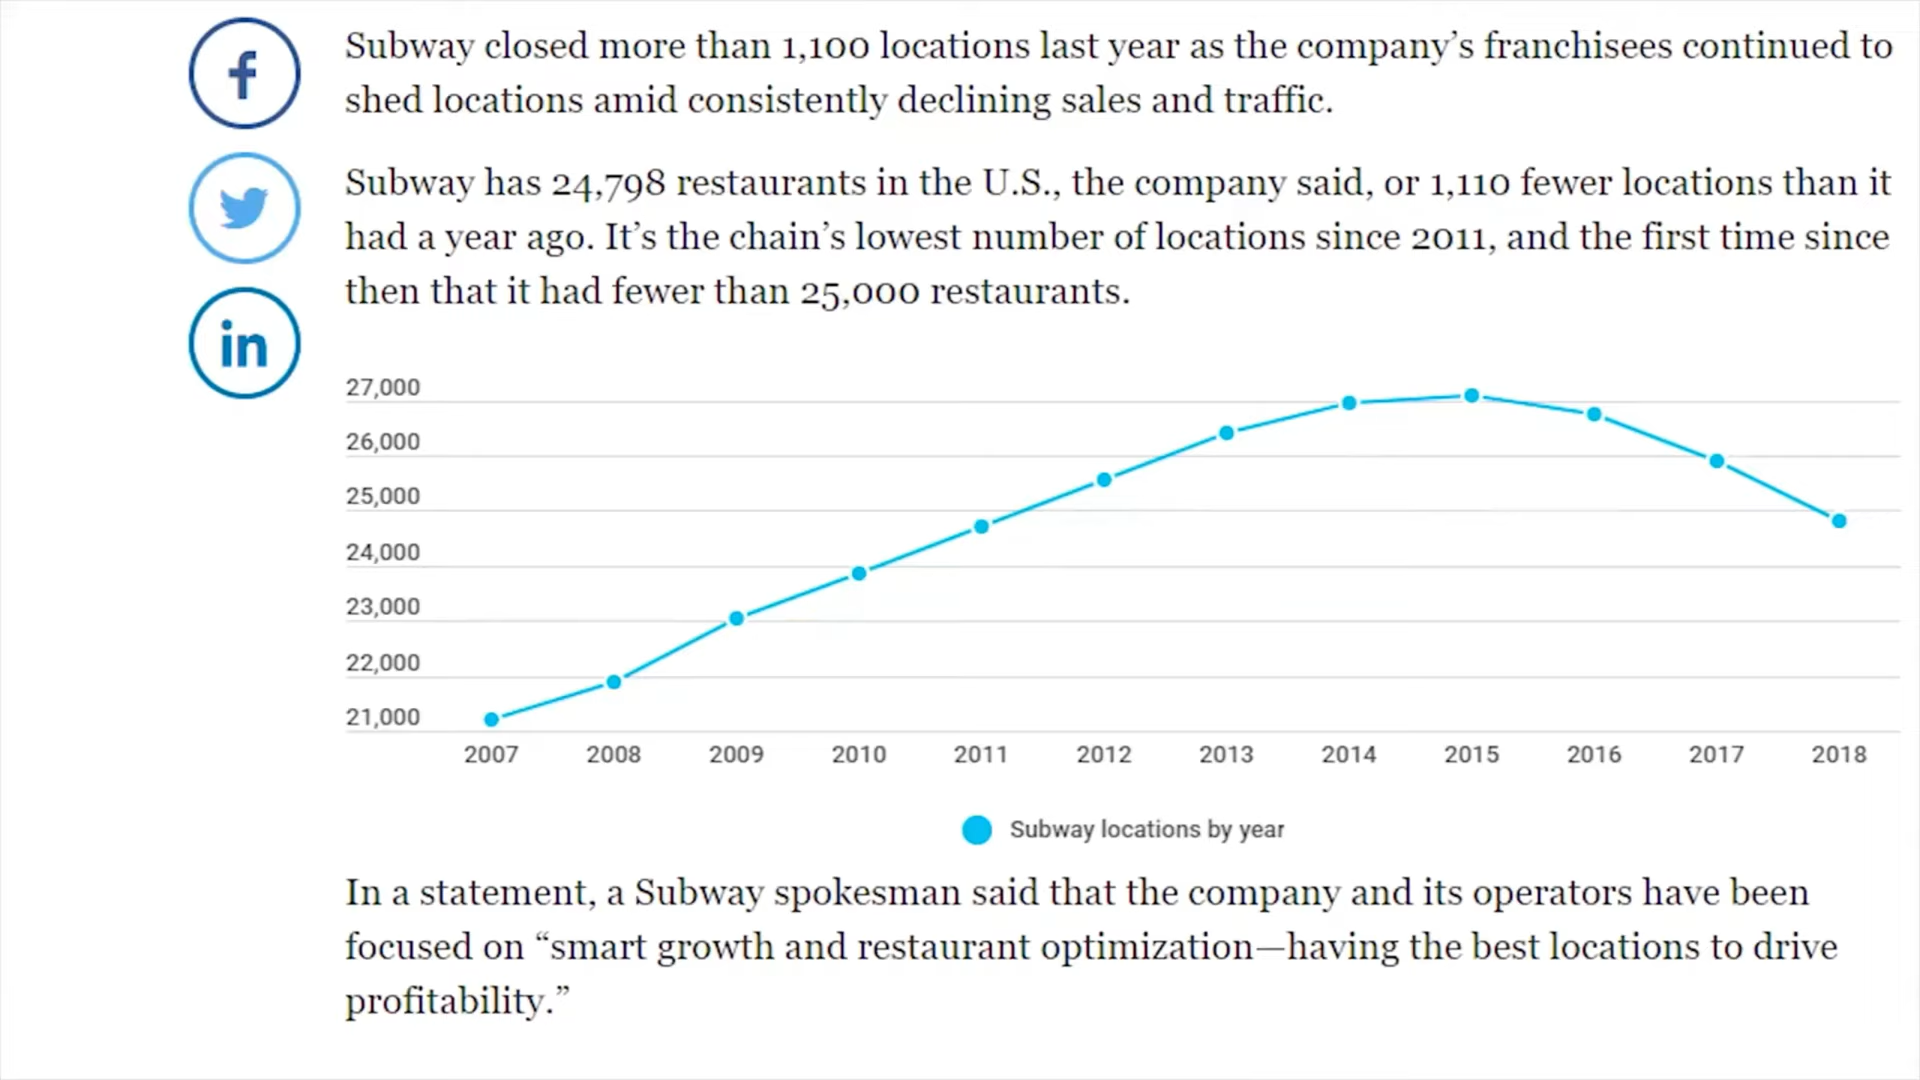 f
in
Subway closed more than 1,100 locations last year as the company’s franchisees continued to
shed locations amid consistently declining sales and traffic.
Subway has 24,798 restaurants in the U.S., the company said, or 1,110 fewer locations than it
had a year ago. It’s the chain’s lowest number of locations since 2011, and the first time since
then that it had fewer than 25,000 restaurants.
27,000
26,000
25,000
24,000
23,000
22,000
21,000
2007 2008 2009 2010 2011 2012 2013 2014 2015 2016 2017 2018
Subway locations by year
In a statement, a Subway spokesman said that the company and its operators have been
focused on “smart growth and restaurant optimization—having the best locations to drive
profitability.”